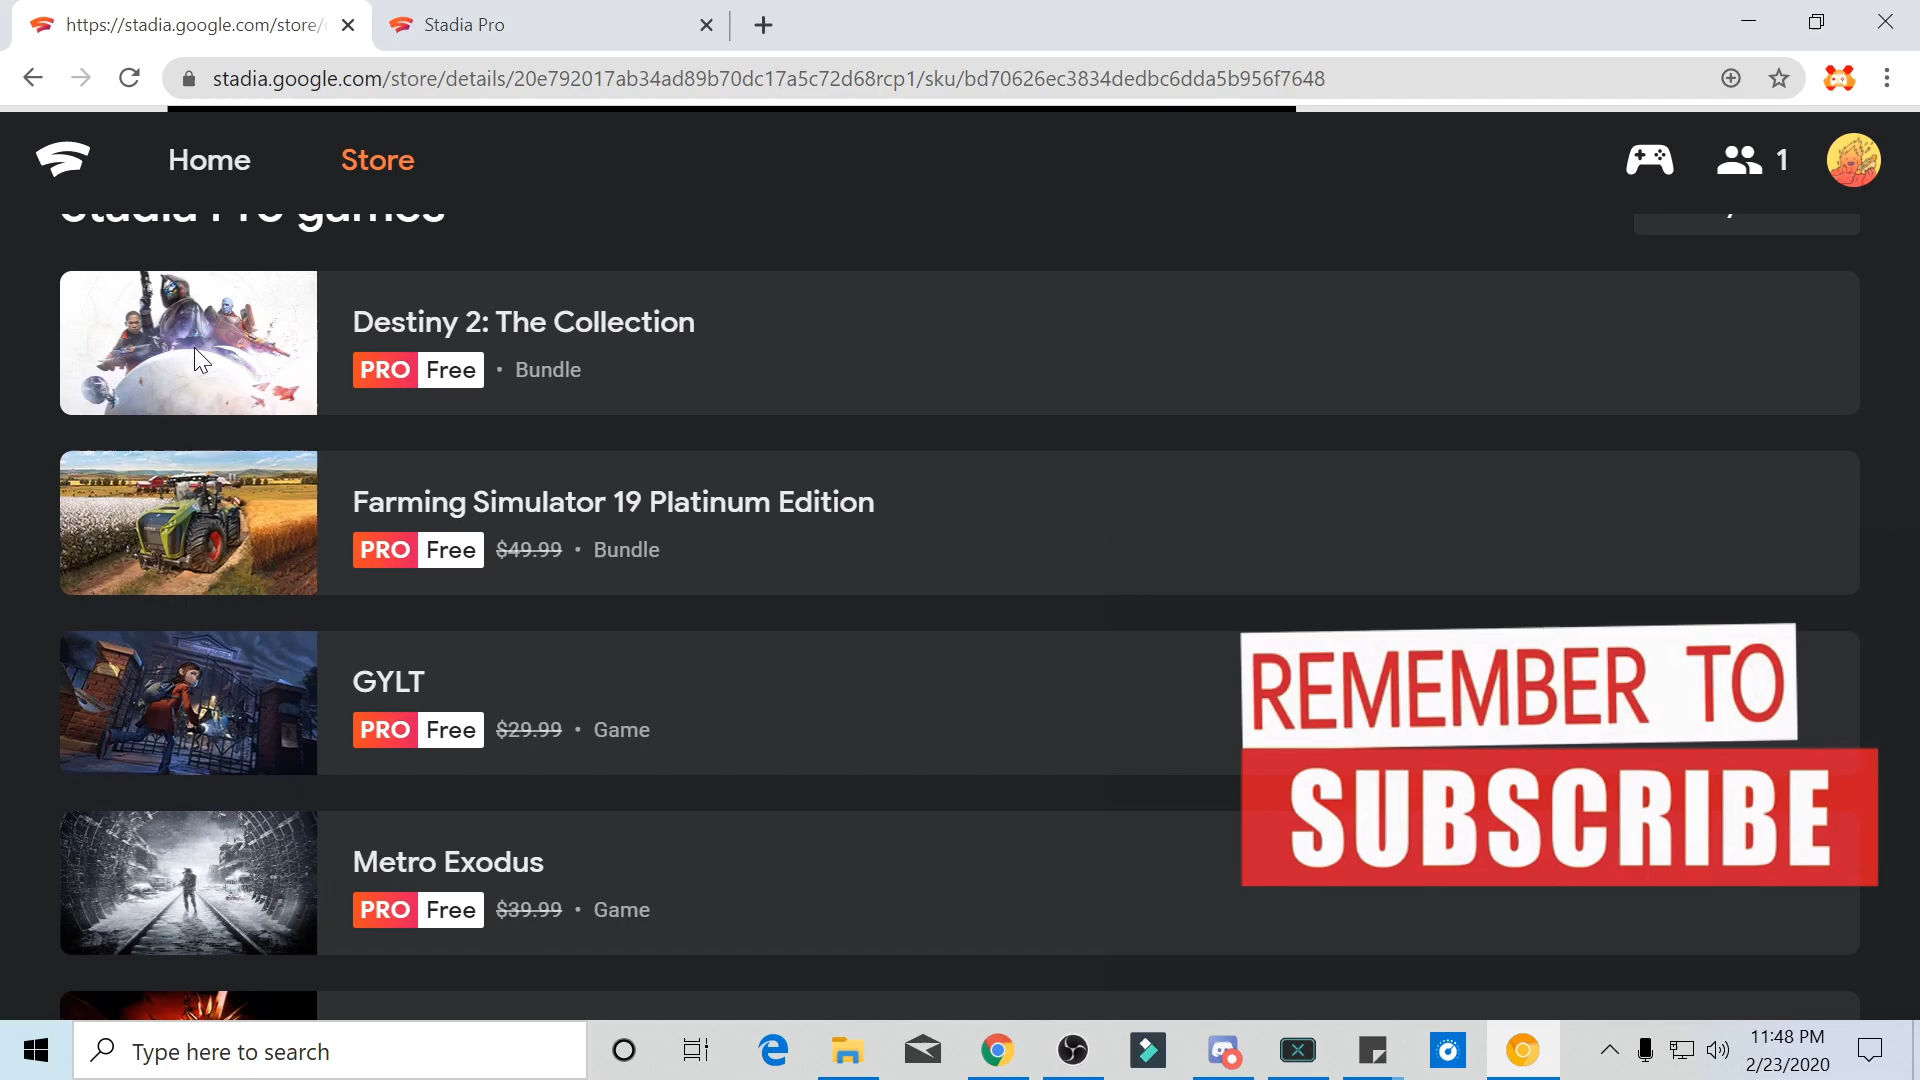 https://stadia.google.com/store/
Stadia Pro
stadia.google.com/store/details/20e792017ab34ad89b70dc17a5c72d68rcp1/sku/bd70626ec3834dedbc6dda5b956f7648
Home
Store
1
Stadia Pro games
Destiny 2: The Collection
PRO Free • Bundle
Farming Simulator 19 Platinum Edition
PRO Free $49.99 • Bundle
GYLT
PRO Free $29.99 • Game
REMEMBER TO
SUBSCRIBE
Metro Exodus
PRO Free $39.99 • Game
Type here to search
11:48 PM
2/23/2020